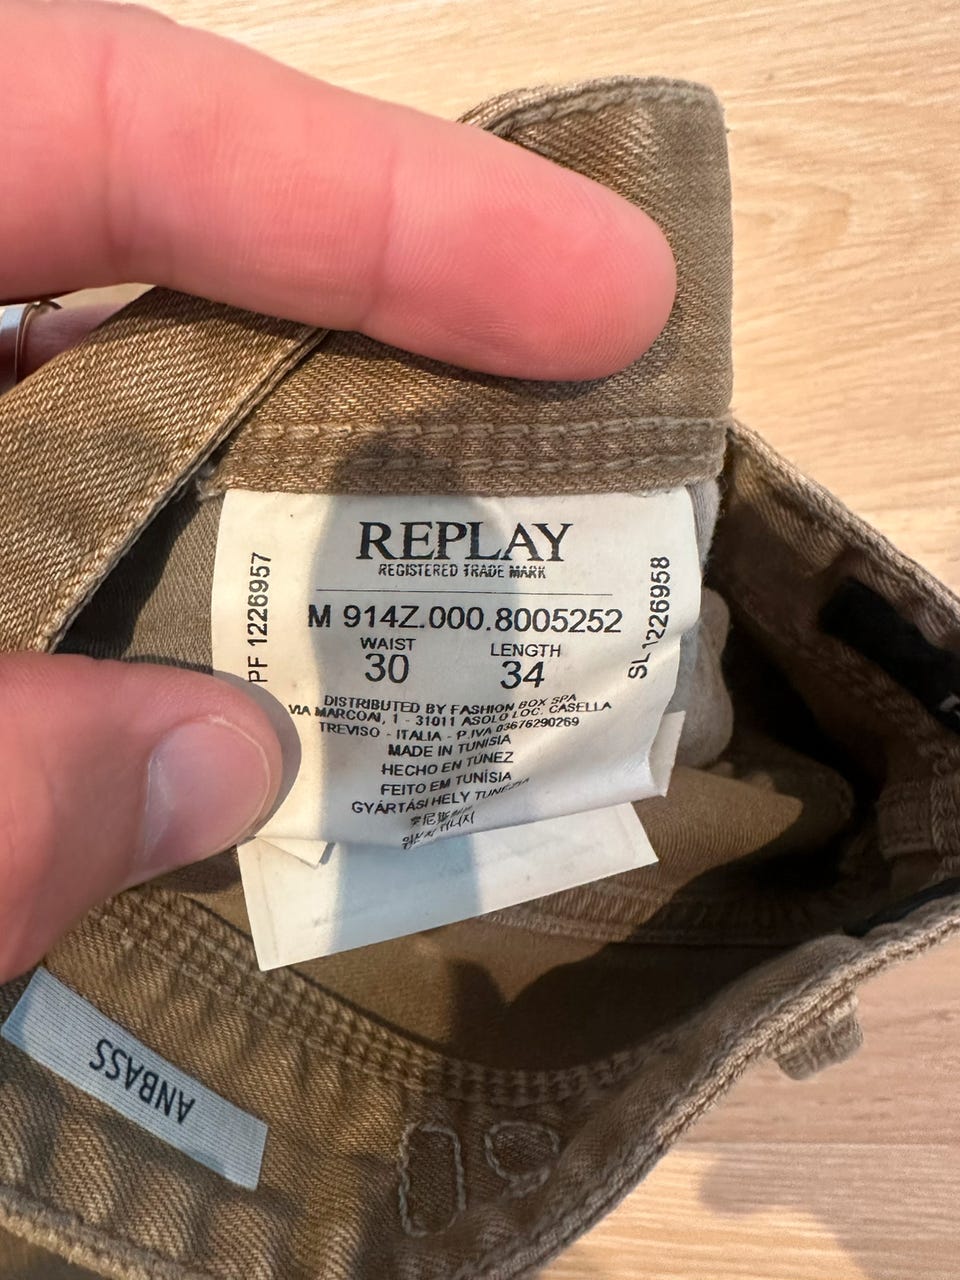 REPLAY
REGISTERED TRADE MARK
M 914Z.000.8005252
WAIST LENGTH
30 34
PF 1226957
SL 1226958
DISTRIBUTED BY FASHION BOX SPA
VIA MARCONI, 1 - 31011 ASOLO LOC. CASELLA
TREVISO - ITALIA - P.IVA 03676290269
MADE IN TUNISIA
HECHO EN TÚNEZ
FEITO EM TUNÍSIA
GYÁRTÁSI HELY TUNEZIA
ANBASS